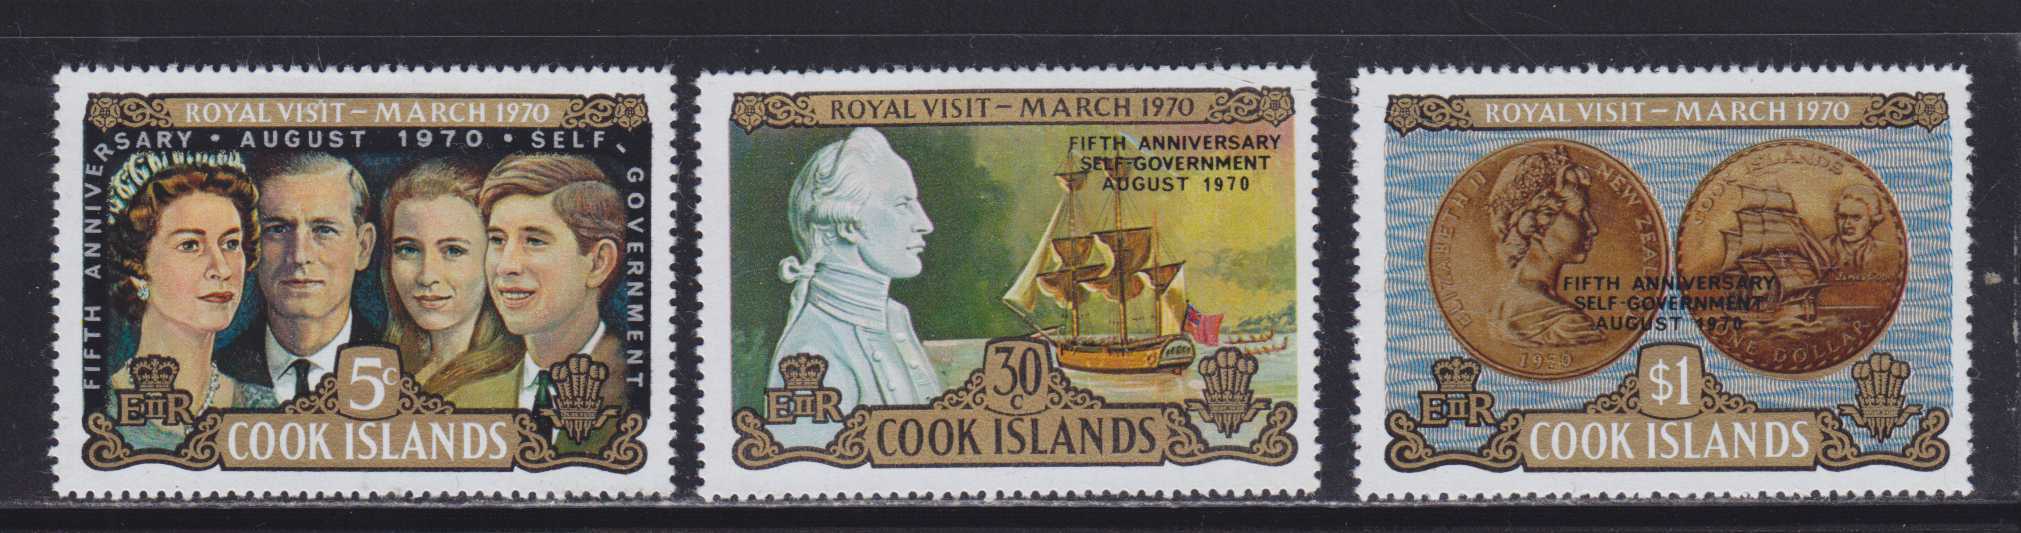 ROYAL VISIT – MARCH 1970
FIFTH ANNIVERSARY • AUGUST 1970 • SELF-GOVERNMENT
EIIR
5c
COOK ISLANDS
ROYAL VISIT – MARCH 1970
FIFTH ANNIVERSARY
SELF-GOVERNMENT
AUGUST 1970
EIIR
30c
COOK ISLANDS
ROYAL VISIT – MARCH 1970
ELIZABETH II NEW ZEALAND 1970
COOK ISLANDS
ONE DOLLAR
FIFTH ANNIVERSARY
SELF-GOVERNMENT
AUGUST 1970
EIIR
$1
COOK ISLANDS